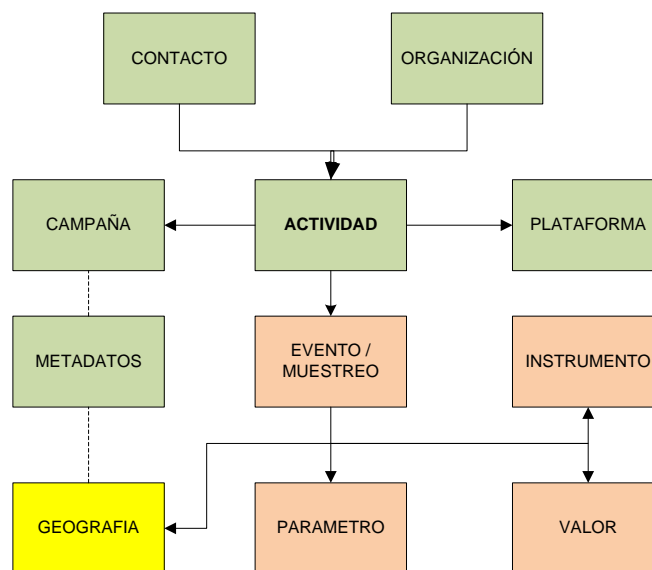 CONTACTO
ORGANIZACIÓN
CAMPAÑA
ACTIVIDAD
PLATAFORMA
METADATOS
EVENTO /
MUESTREO
INSTRUMENTO
GEOGRAFIA
PARAMETRO
VALOR